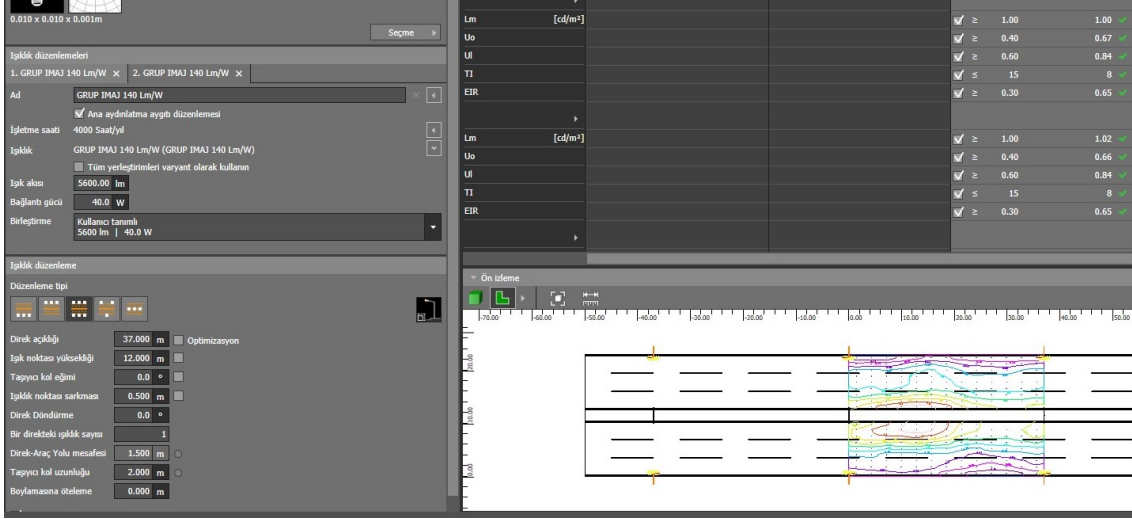 0.010 x 0.010 x 0.001m
Seçme
Işıklık düzenlemeleri
1. GRUP IMAJ 140 Lm/W × 2. GRUP IMAJ 140 Lm/W ×
Ad GRUP IMAJ 140 Lm/W
Ana aydınlatma aygıtı düzenlemesi
İşletme saati 4000 Saat/yıl
Işıklık GRUP IMAJ 140 Lm/W (GRUP IMAJ 140 Lm/W)
Tüm yerleştirimleri varyant olarak kullanın
Işık akısı 5600.00 lm
Bağlantı gücü 40.0 W
Birleştirme Kullanıcı tanımlı
5600 lm | 40.0 W
Işıklık düzenleme
Düzenleme tipi
Direk açıklığı 37.000 m Optimizasyon
Işık noktası yüksekliği 12.000 m
Taşıyıcı kol eğimi 0.0 °
Işıklık noktası sarkması 0.500 m
Direk Döndürme 0.0 °
Bir direkteki ışıklık sayısı 1
Direk-Araç Yolu mesafesi 1.500 m
Taşıyıcı kol uzunluğu 2.000 m
Boylamasına öteleme 0.000 m
Lm [cd/m²] ≥ 1.00 1.00
Uo ≥ 0.40 0.67
Ul ≥ 0.60 0.84
TI ≤ 15 8
EIR ≥ 0.30 0.65
Lm [cd/m²] ≥ 1.00 1.02
Uo ≥ 0.40 0.66
Ul ≥ 0.60 0.84
TI ≤ 15 8
EIR ≥ 0.30 0.65
Ön izleme
-70.00 -60.00 -50.00 -40.00 -30.00 -20.00 -10.00 0.00 10.00 20.00 30.00 40.00 50.00
20.00
10.00
0.00